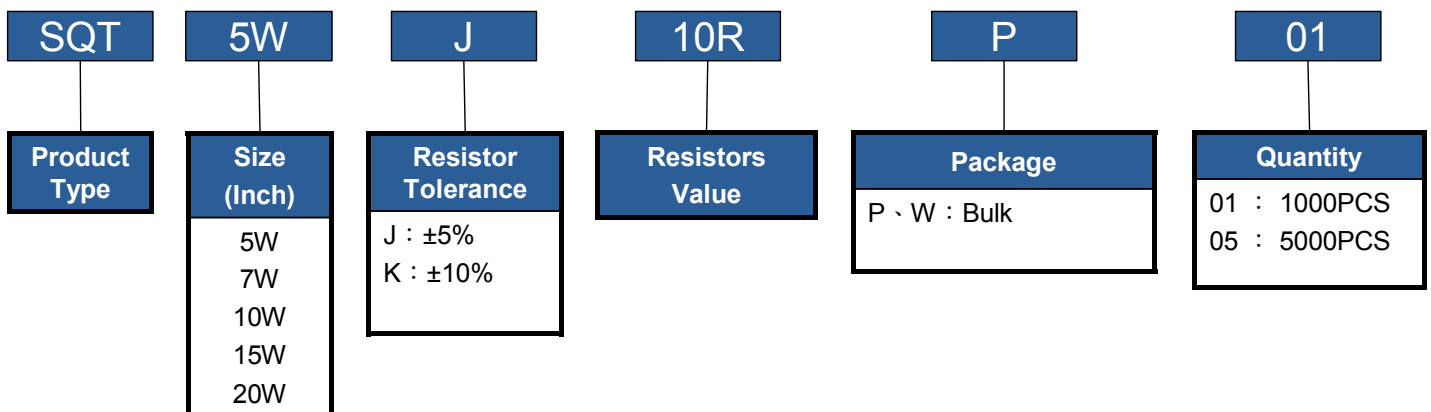 SQT
5W
J
10R
P
01
Product
Type
Size
(Inch)
5W
7W
10W
15W
20W
Resistor
Tolerance
J：±5%
K：±10%
Resistors
Value
Package
P、W：Bulk
Quantity
01 ： 1000PCS
05 ： 5000PCS